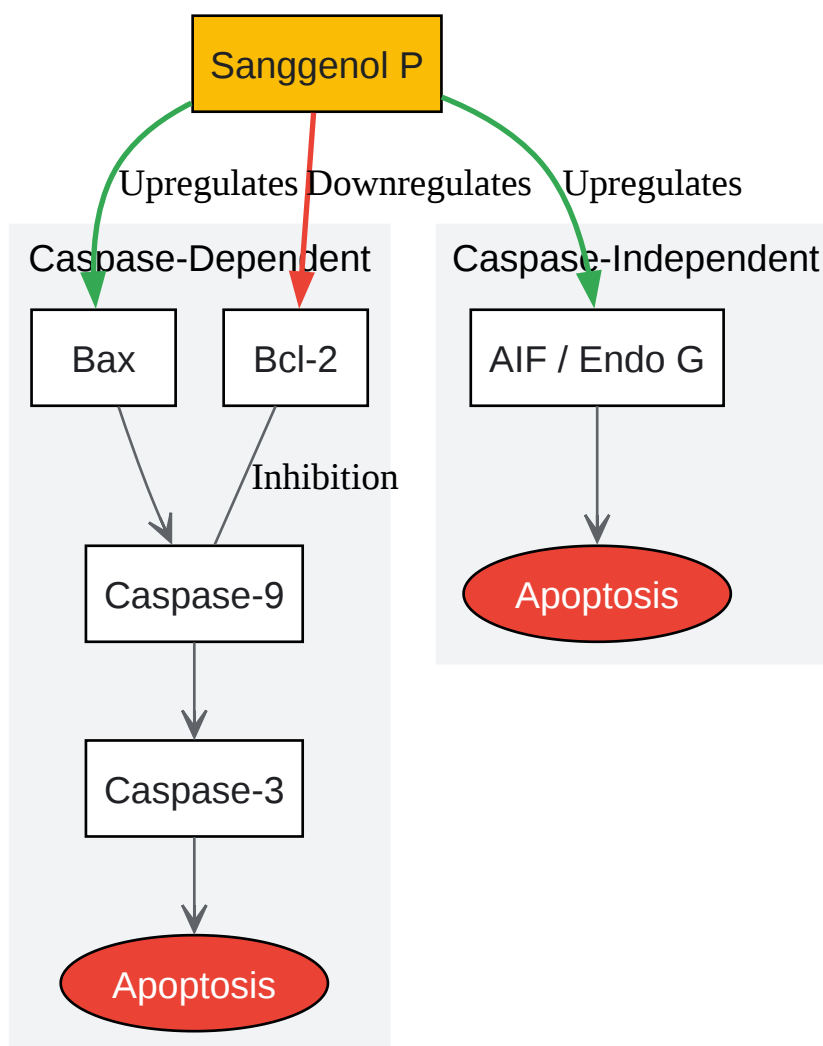 Sanggenol P
Upregulates Downregulates Upregulates
Caspase-Dependent
Caspase-Independent
Bax
Bcl-2
AIF / Endo G
Inhibition
Caspase-9
Apoptosis
Caspase-3
Apoptosis